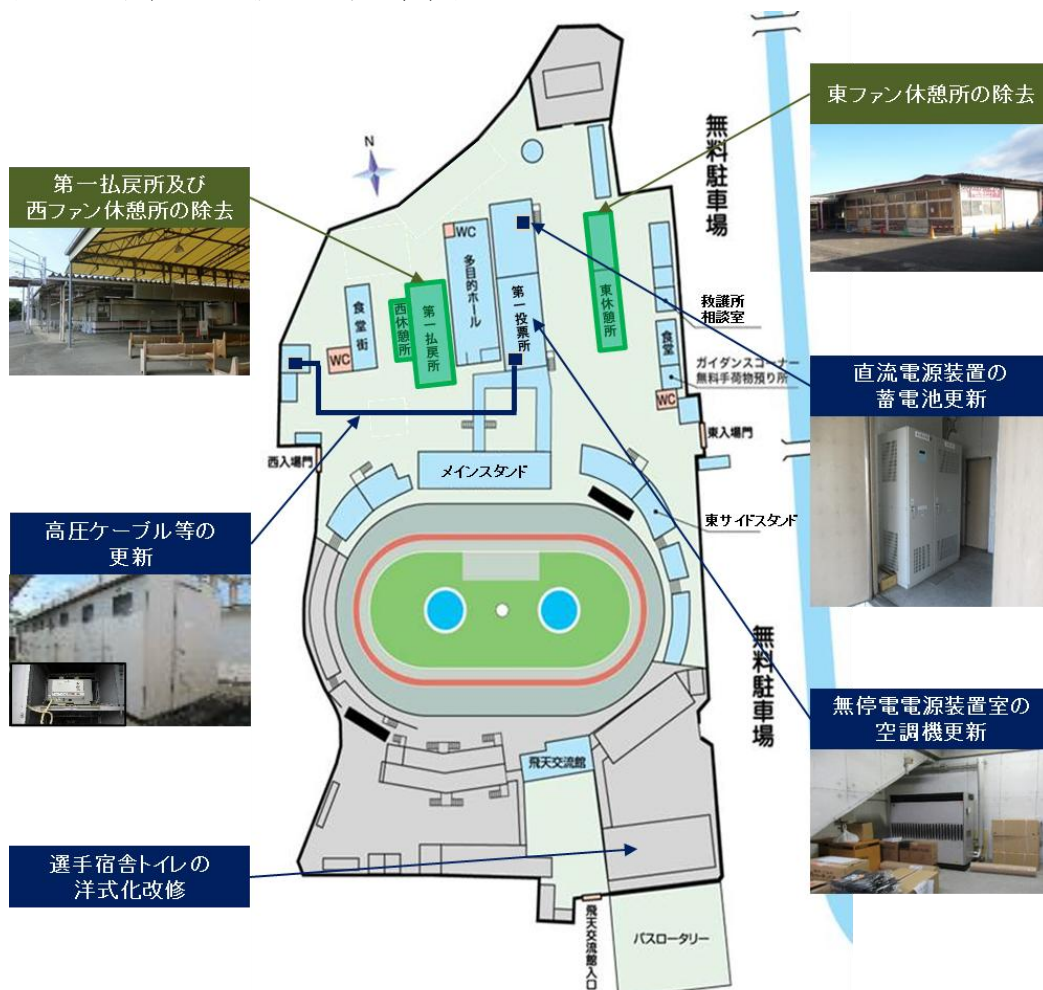 東ファン休憩所の除去
無料駐車場
N
第一払戻所及び
西ファン休憩所の除去
WC
多目的ホール
第一投票所
東休憩所
救護所
相談室
食堂街
西休憩所
第一払戻所
WC
食堂
ガイダンスコーナー
無料手荷物預り所
WC
直流電源装置の
蓄電池更新
東入場門
西入場門
メインスタンド
東サイドスタンド
高圧ケーブル等の
更新
無料駐車場
無停電電源装置室の
空調機更新
飛天交流館
選手宿舎トイレの
洋式化改修
飛天交流館入口
バスロータリー